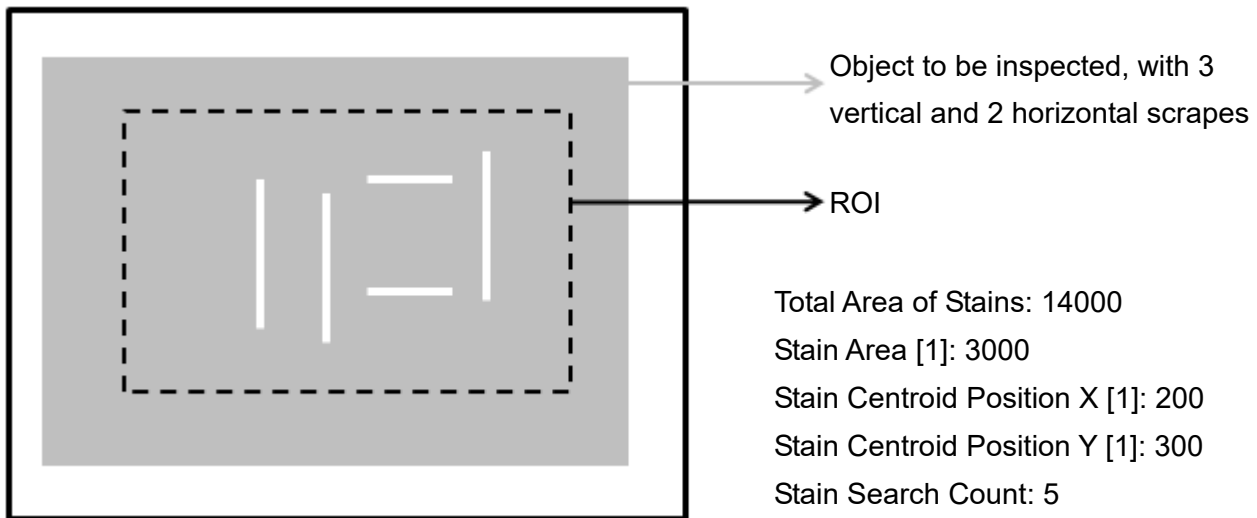 Object to be inspected, with 3
vertical and 2 horizontal scrapes
ROI
Total Area of Stains: 14000
Stain Area [1]: 3000
Stain Centroid Position X [1]: 200
Stain Centroid Position Y [1]: 300
Stain Search Count: 5